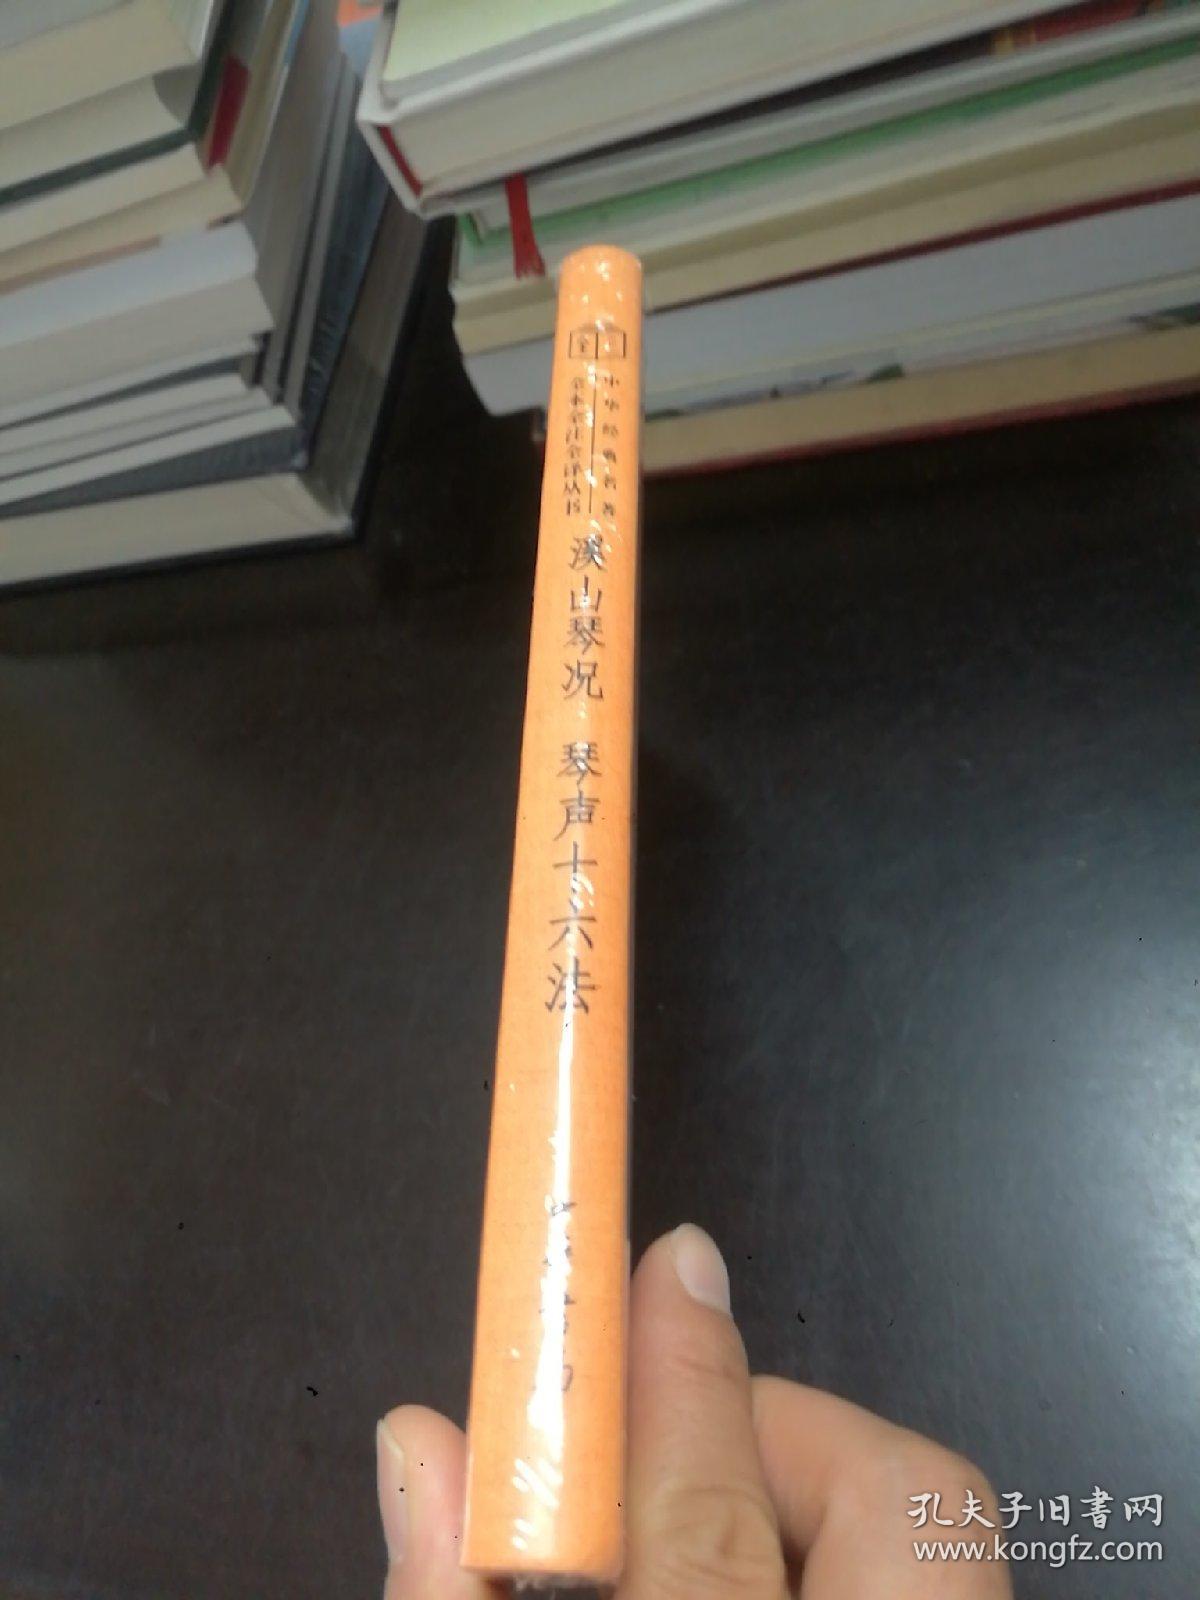 中华经典名著
全本全注全译丛书
溪山琴况 琴声十六法
孔夫子旧書网
www.kongfz.com